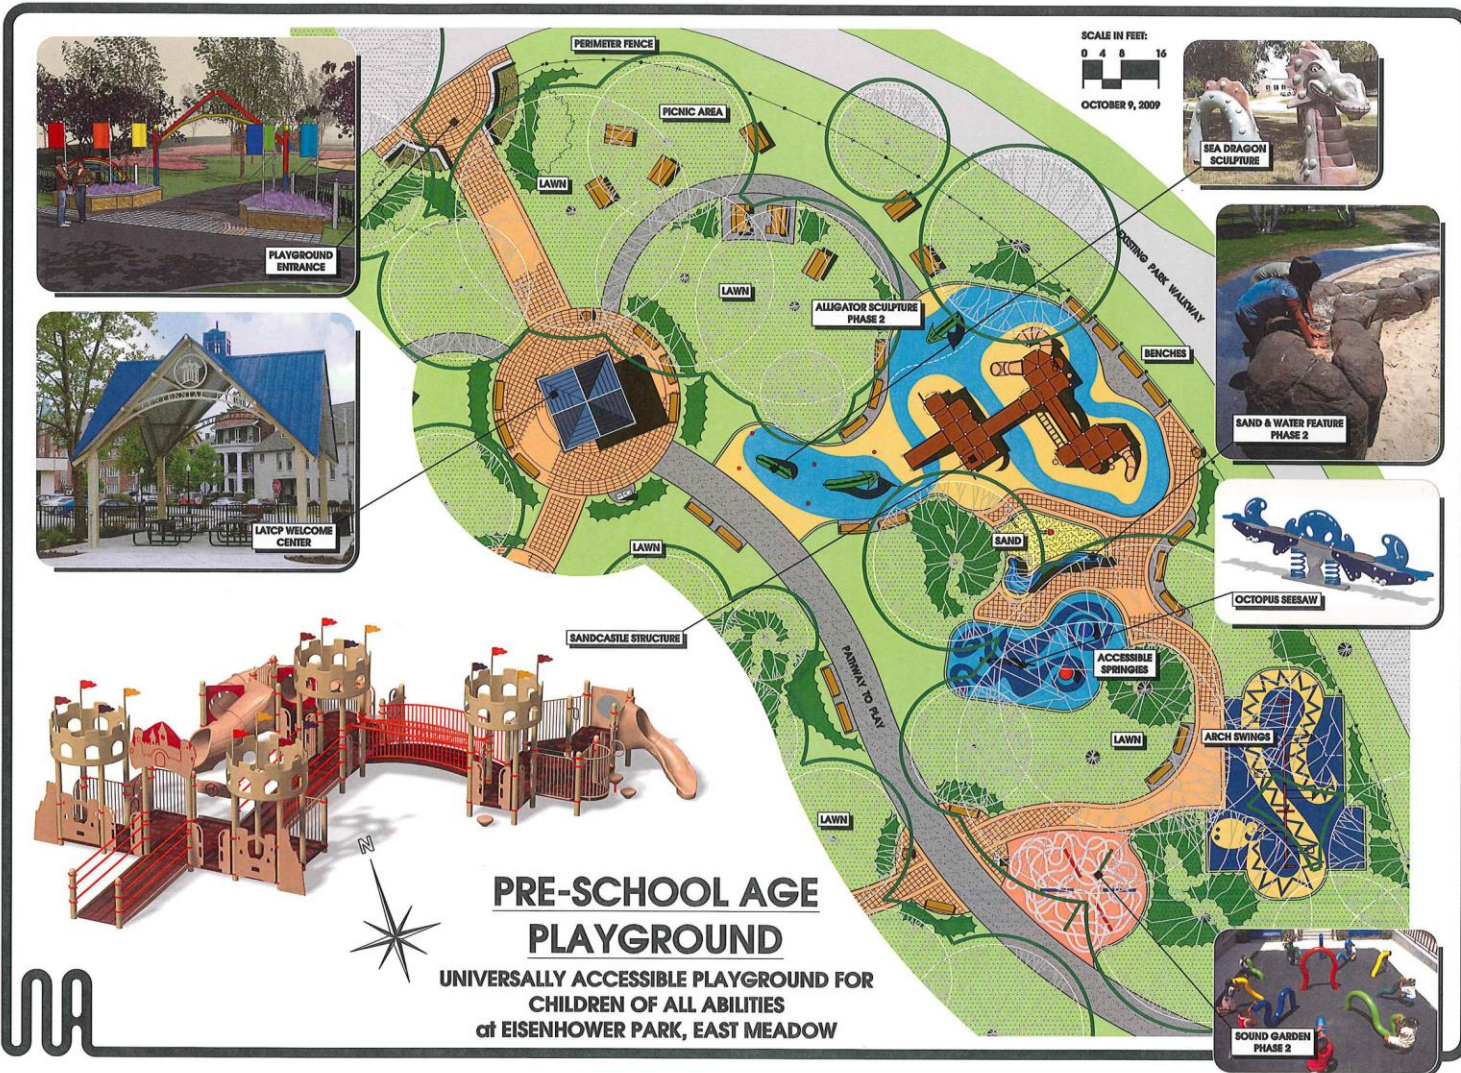 PERIMETER FENCE
SCALE IN FEET:
0 4 8 16
OCTOBER 9, 2009
PICNIC AREA
SEA DRAGON
SCULPTURE
LAWN
PLAYGROUND
ENTRANCE
EXISTING PARK WALKWAY
LAWN
ALLIGATOR SCULPTURE
PHASE 2
BENCHES
SAND & WATER FEATURE
PHASE 2
LATCP WELCOME
CENTER
LAWN
SAND
OCTOPUS SEESAW
SANDCASTLE STRUCTURE
PATHWAY TO PLAY
ACCESSIBLE
SPRINGIES
LAWN
ARCH SWINGS
LAWN
N
PRE-SCHOOL AGE
PLAYGROUND
UNIVERSALLY ACCESSIBLE PLAYGROUND FOR
CHILDREN OF ALL ABILITIES
at EISENHOWER PARK, EAST MEADOW
SOUND GARDEN
PHASE 2